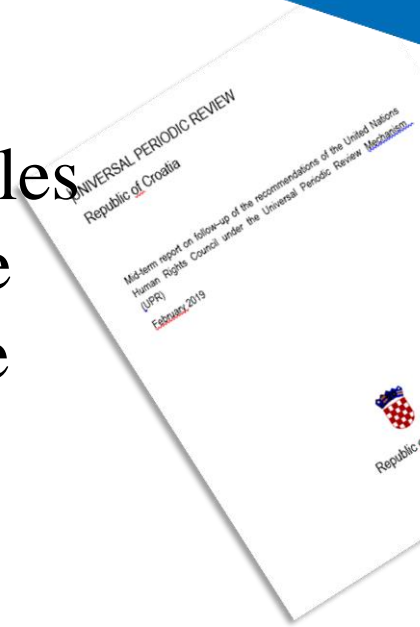 les
e
e
UNIVERSAL PERIODIC REVIEW
Republic of Croatia
Mid-term report on follow-up of the recommendations of the United Nations
Human Rights Council under the Universal Periodic Review Mechanism
(UPR)
February 2019
Republic